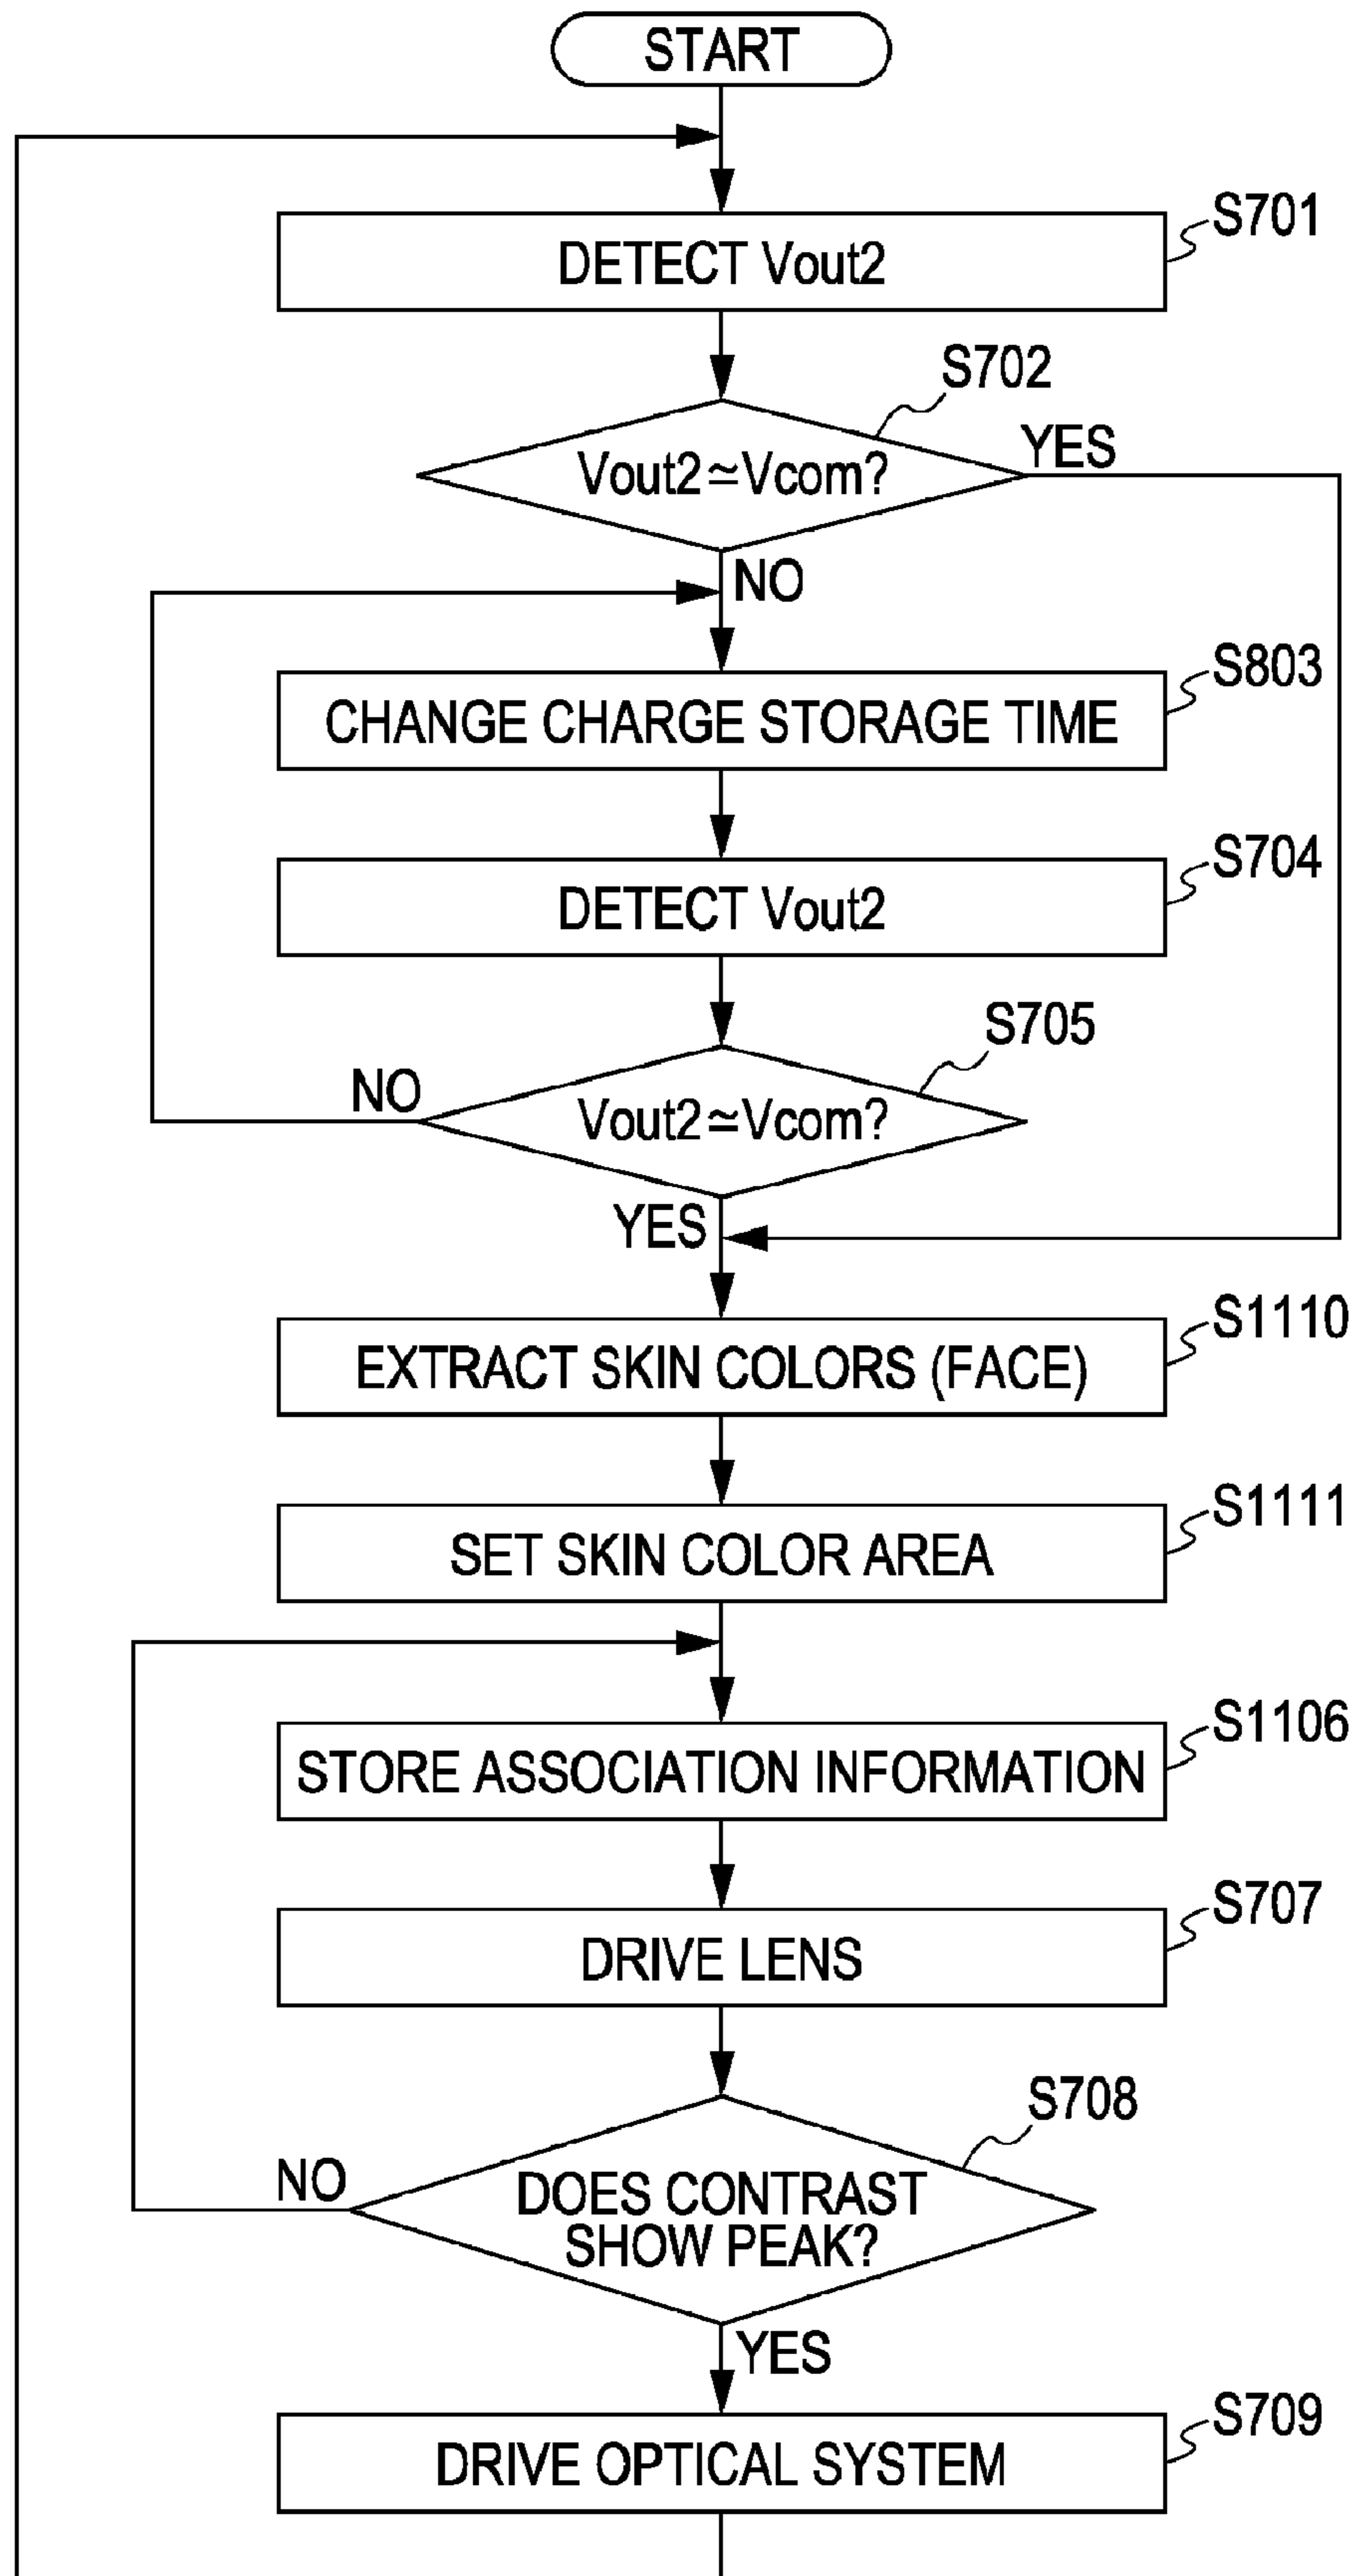 START
S701
DETECT Vout2
S702
Vout2≃Vcom?
YES
NO
S803
CHANGE CHARGE STORAGE TIME
S704
DETECT Vout2
S705
NO
Vout2≃Vcom?
YES
S1110
EXTRACT SKIN COLORS (FACE)
S1111
SET SKIN COLOR AREA
S1106
STORE ASSOCIATION INFORMATION
S707
DRIVE LENS
S708
NO
DOES CONTRAST
SHOW PEAK?
YES
S709
DRIVE OPTICAL SYSTEM